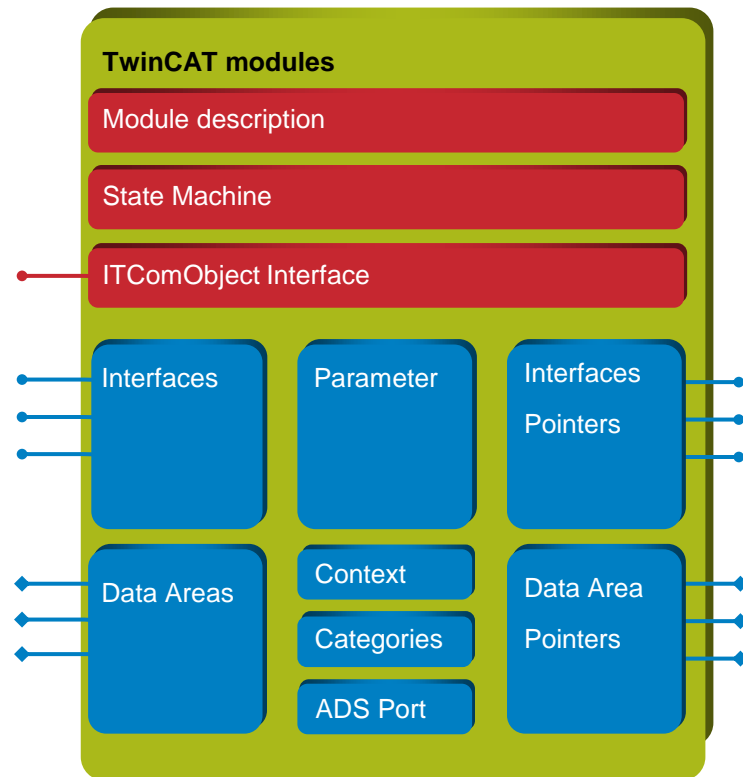 TwinCAT modules
Module description
State Machine
ITComObject Interface
Interfaces
Parameter
Interfaces
Pointers
Data Areas
Context
Categories
ADS Port
Data Area
Pointers